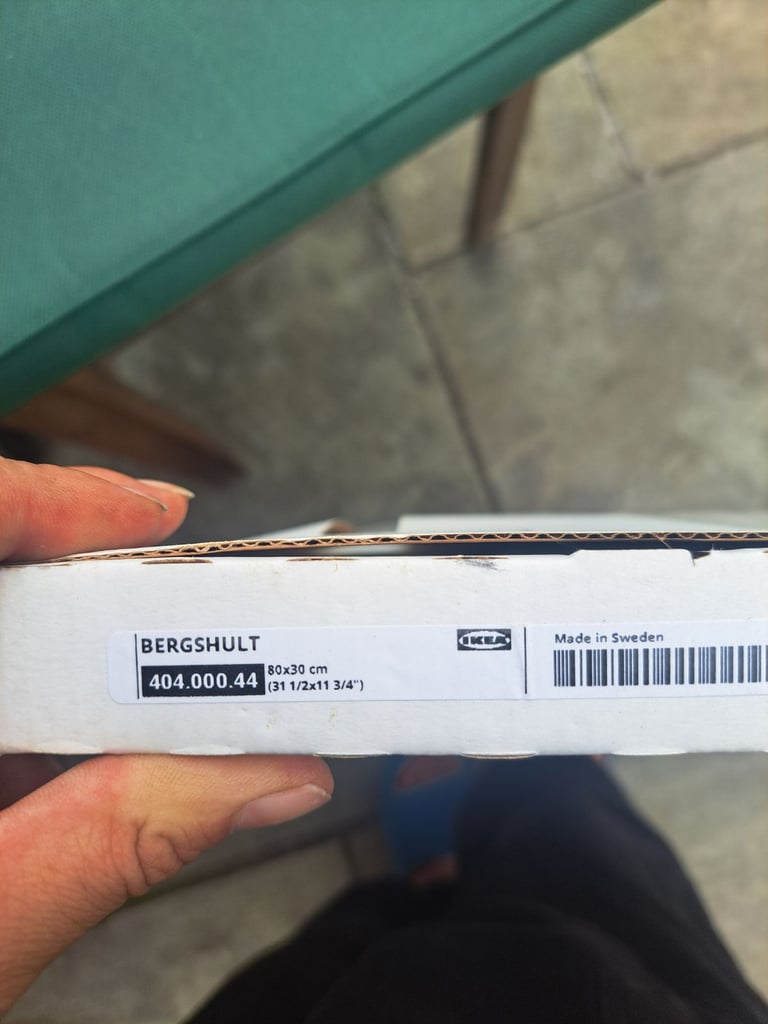 BERGSHULT
IKEA
404.000.44
80x30 cm
(31 1/2x11 3/4")
Made in Sweden